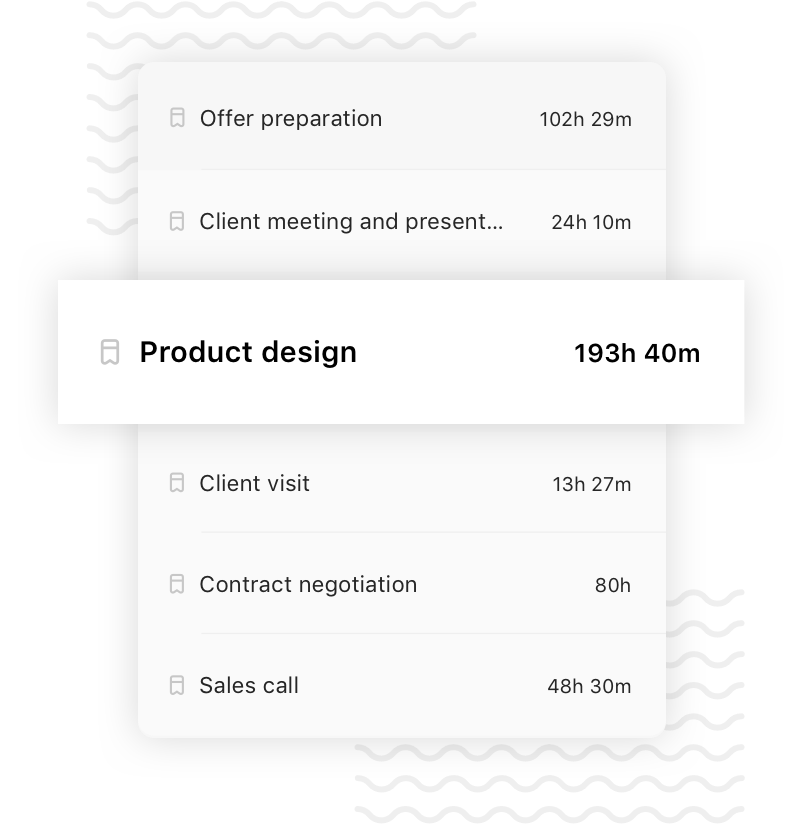 Offer preparation 102h 29m
Client meeting and present... 24h 10m
Product design 193h 40m
Client visit 13h 27m
Contract negotiation 80h
Sales call 48h 30m